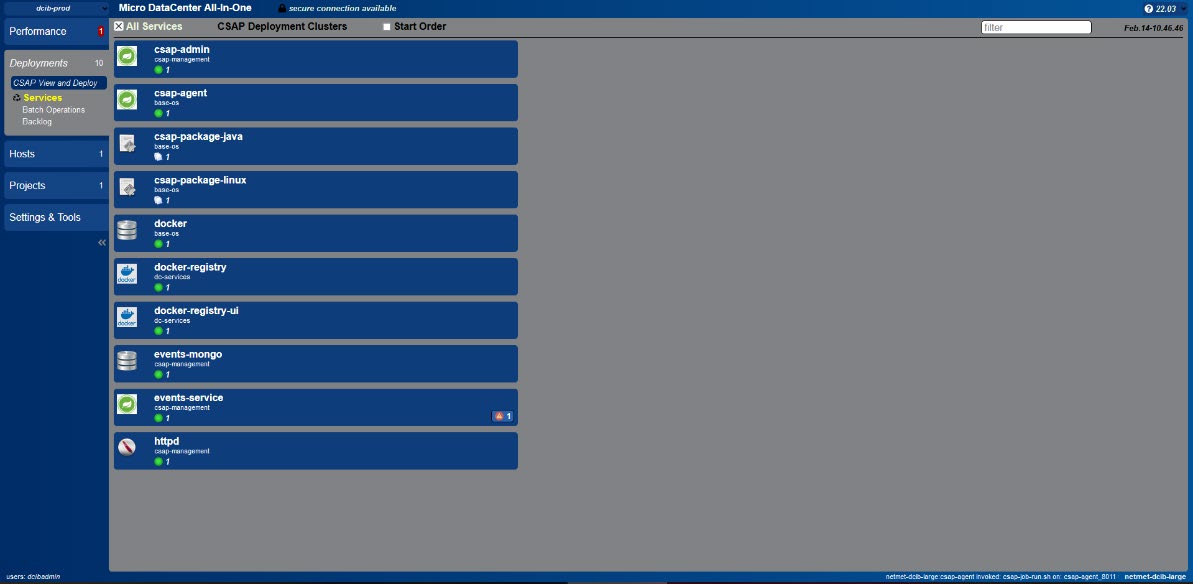 dcib-prod
Micro DataCenter All-In-One
secure connection available
22.03
Performance 1
All Services
CSAP Deployment Clusters
Start Order
filter
Feb.14-10.46.46
Deployments 10
CSAP View and Deploy
Services
Batch Operations
Backlog
Hosts 1
Projects 1
Settings & Tools
«
csap-admin
csap-management
1
csap-agent
base-os
1
csap-package-java
base-os
1
csap-package-linux
base-os
1
docker
base-os
1
docker
docker-registry
dc-services
1
docker
docker-registry-ui
dc-services
1
events-mongo
csap-management
1
events-service
csap-management
1
1
httpd
csap-management
1
users: dcibadmin
netmet-dcib-large:csap-agent invoked: csap-job-run.sh on: csap-agent_8011
netmet-dcib-large